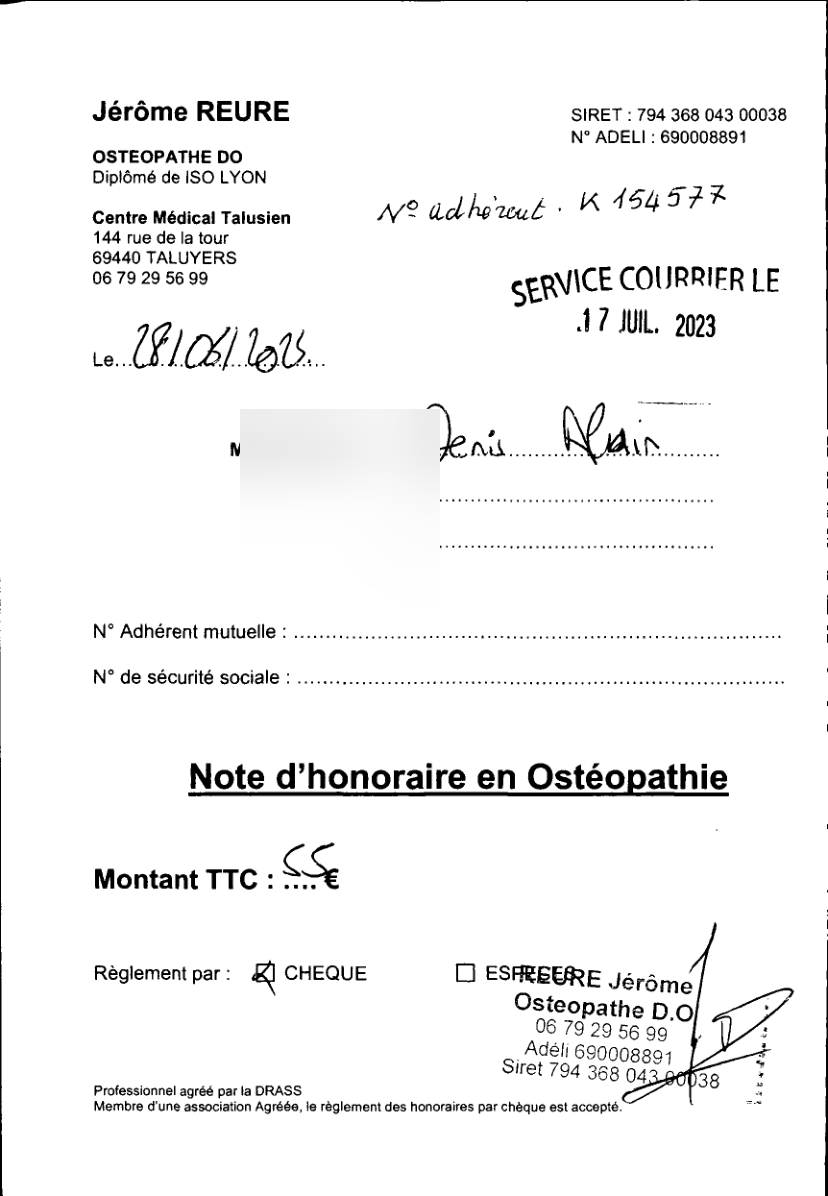 Jérôme REURE
SIRET : 794 368 043 00038
N° ADELI : 690008891
OSTEOPATHE DO
Diplômé de ISO LYON
N° adhérent. K 154577
Centre Médical Talusien
144 rue de la tour
69440 TALUYERS
06 79 29 56 99
SERVICE COURRIER LE
17 JUIL. 2023
Le...28/06/2023...
M
Denis Alain
N° Adhérent mutuelle : ....................
N° de sécurité sociale : ....................
Note d'honoraire en Ostéopathie
Montant TTC : 55 €
Règlement par : ☒ CHEQUE ☐ ESPECES
REURE Jérôme
Osteopathe D.O
06 79 29 56 99
Adéli 690008891
Siret 794 368 043 00038
Professionnel agréé par la DRASS
Membre d'une association Agréée, le règlement des honoraires par chèque est accepté.